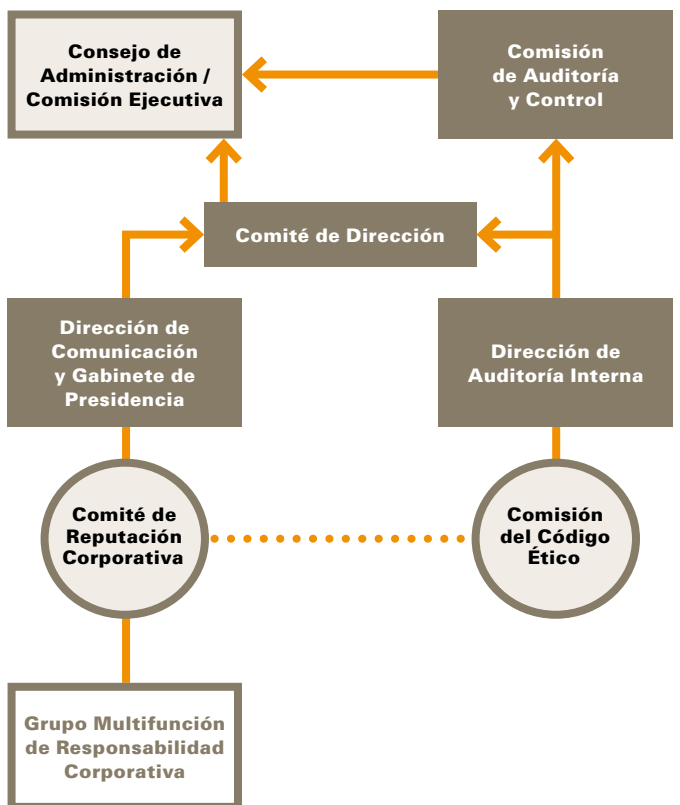 Consejo de
Administración /
Comisión Ejecutiva
Comisión
de Auditoría
y Control
Comité de Dirección
Dirección de
Comunicación
y Gabinete de
Presidencia
Dirección de
Auditoría Interna
Comité de
Reputación
Corporativa
Comisión
del Código
Ético
Grupo Multifunción
de Responsabilidad
Corporativa